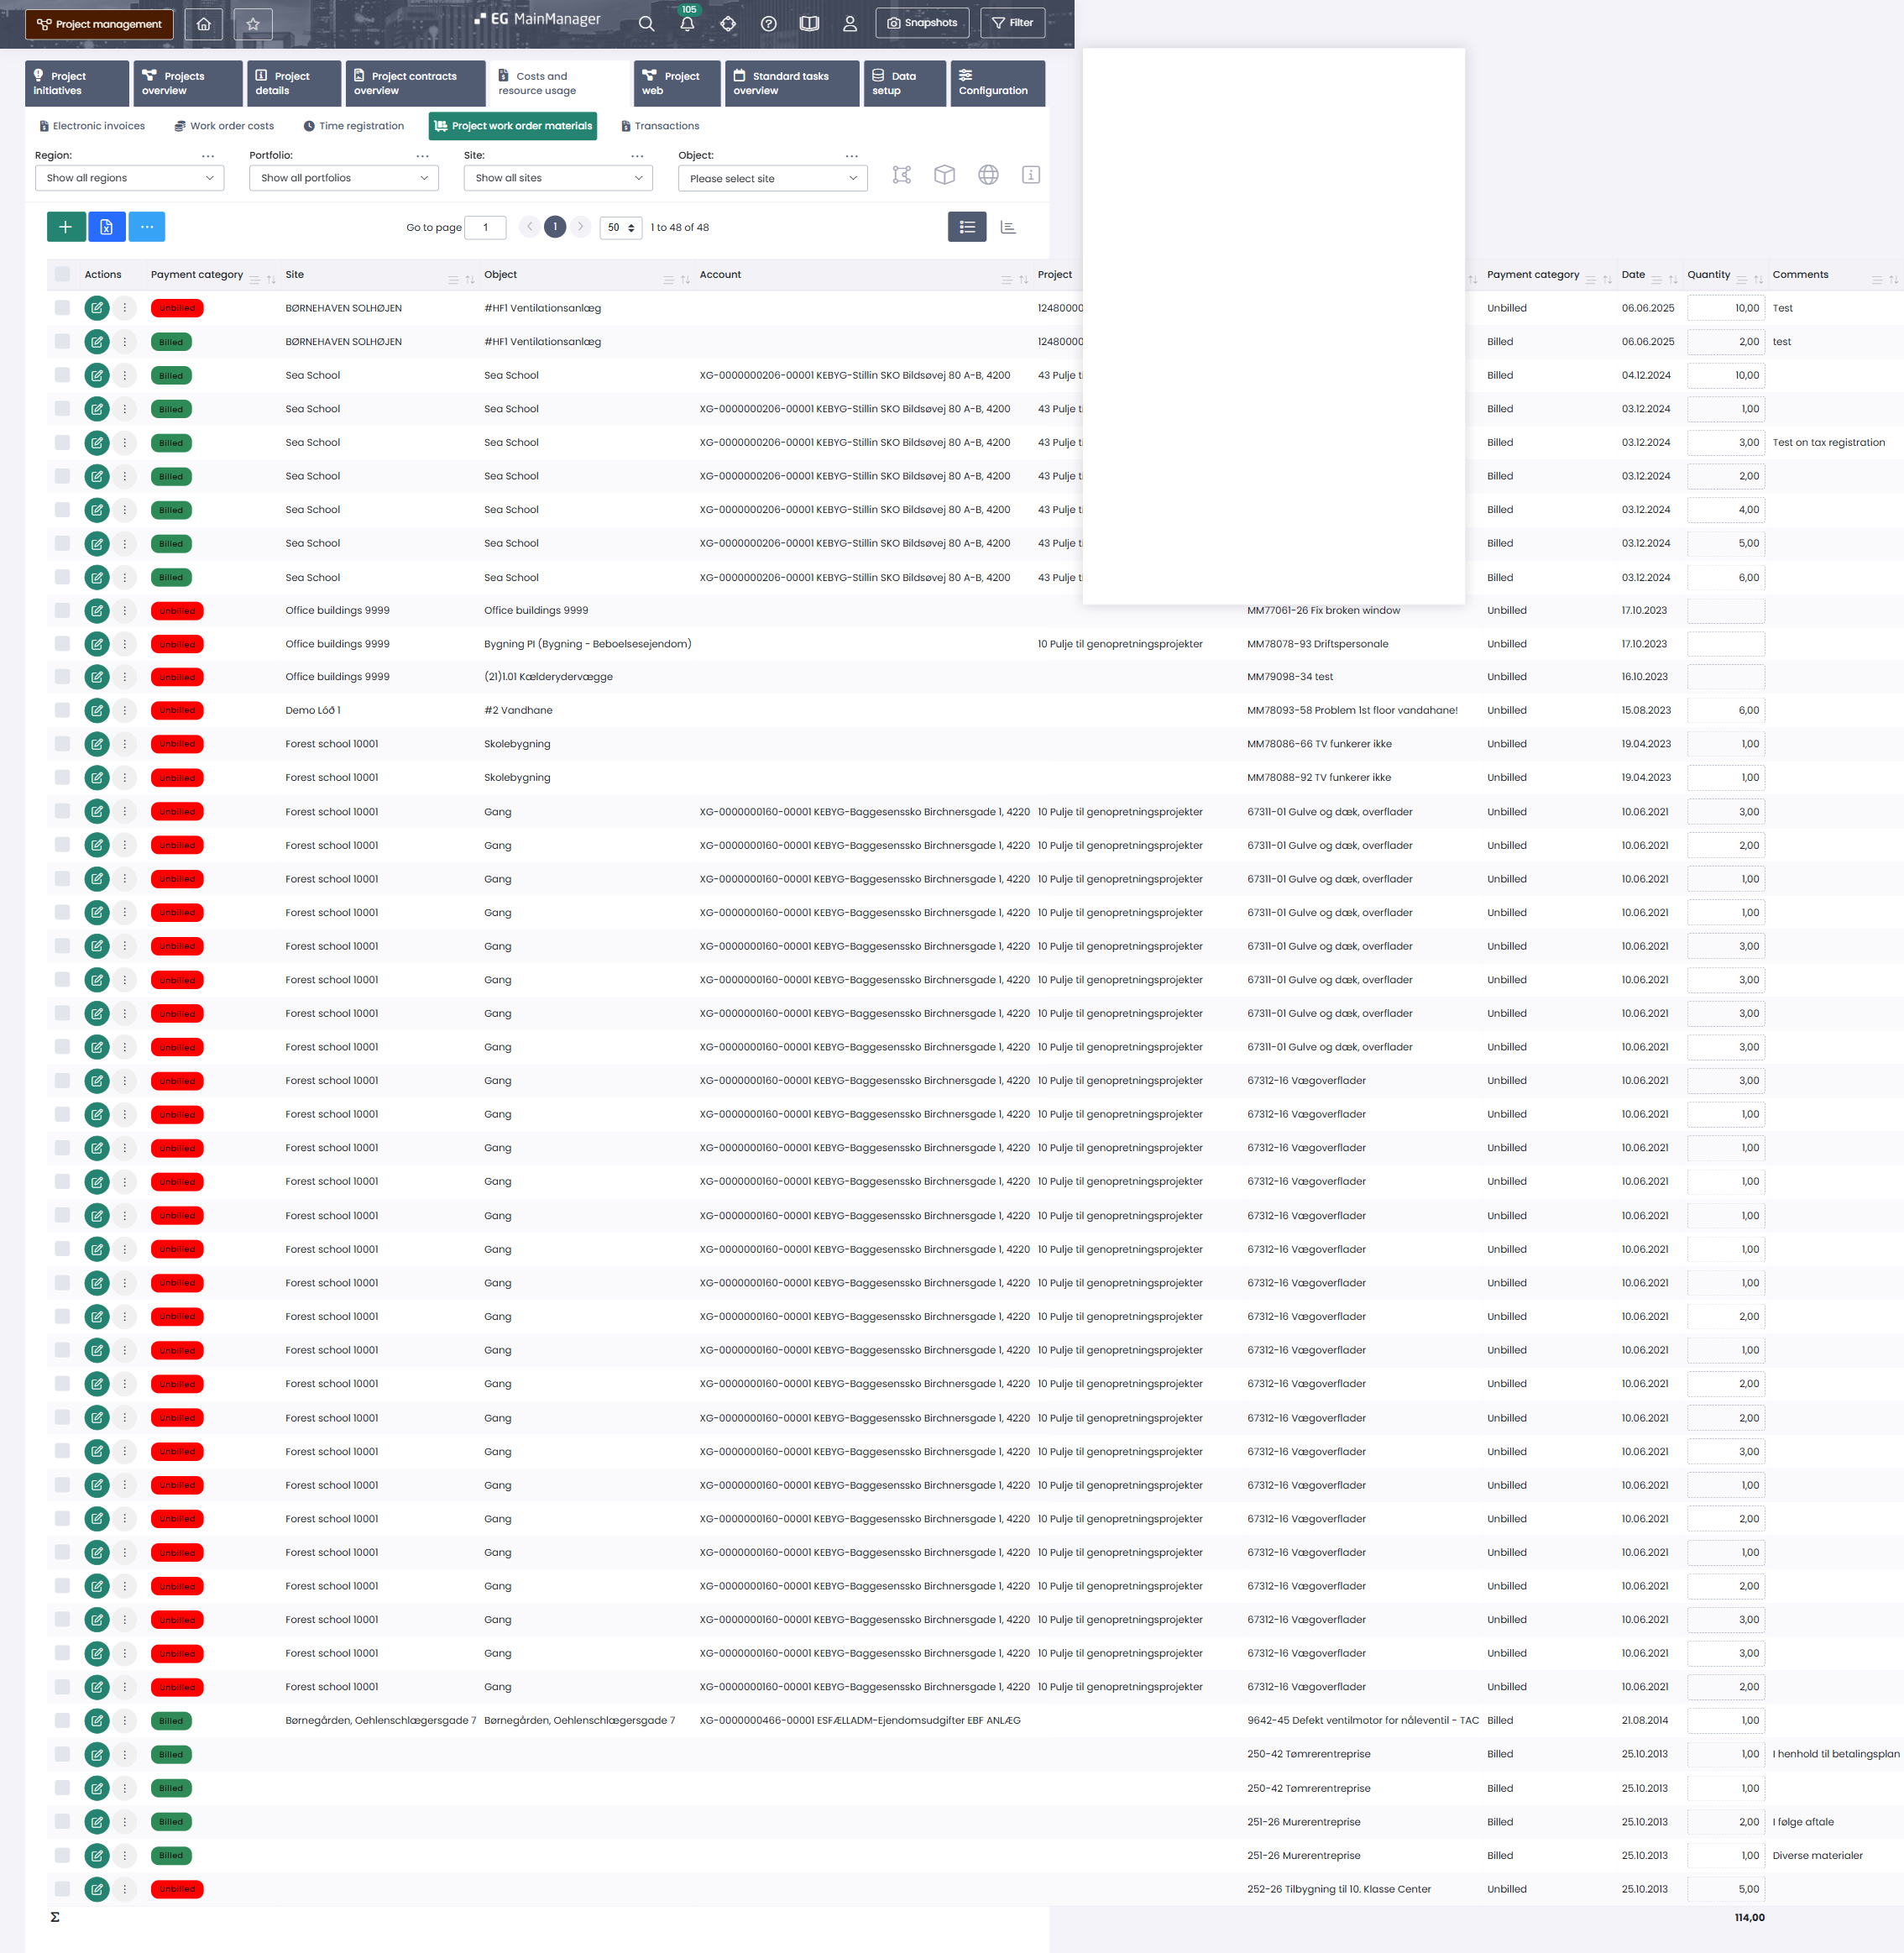 Project management
EG MainManager
105
Snapshots
Filter
Project initiatives
Projects overview
Project details
Project contracts overview
Costs and resource usage
Project web
Standard tasks overview
Data setup
Configuration
Electronic invoices
Work order costs
Time registration
Project work order materials
Transactions
Region:
Portfolio:
Site:
Object:
Show all regions
Show all portfolios
Show all sites
Please select site
Go to page 1
1
50
1 to 48 of 48
Actions Payment category Site Object Account Project Payment category Date Quantity Comments
Unbilled BØRNEHAVEN SOLHØJEN #HF1 Ventilationsanlæg 12480000 Unbilled 06.06.2025 10,00 Test
Billed BØRNEHAVEN SOLHØJEN #HF1 Ventilationsanlæg 12480000 Billed 06.06.2025 2,00 test
Billed Sea School Sea School XG-0000000206-00001 KEBYG-Stillin SKO Bildsøvej 80 A-B, 4200 43 Pulje ti Billed 04.12.2024 10,00
Billed Sea School Sea School XG-0000000206-00001 KEBYG-Stillin SKO Bildsøvej 80 A-B, 4200 43 Pulje ti Billed 03.12.2024 1,00
Billed Sea School Sea School XG-0000000206-00001 KEBYG-Stillin SKO Bildsøvej 80 A-B, 4200 43 Pulje ti Billed 03.12.2024 3,00 Test on tax registration
Billed Sea School Sea School XG-0000000206-00001 KEBYG-Stillin SKO Bildsøvej 80 A-B, 4200 43 Pulje ti Billed 03.12.2024 2,00
Billed Sea School Sea School XG-0000000206-00001 KEBYG-Stillin SKO Bildsøvej 80 A-B, 4200 43 Pulje ti Billed 03.12.2024 4,00
Billed Sea School Sea School XG-0000000206-00001 KEBYG-Stillin SKO Bildsøvej 80 A-B, 4200 43 Pulje ti Billed 03.12.2024 5,00
Billed Sea School Sea School XG-0000000206-00001 KEBYG-Stillin SKO Bildsøvej 80 A-B, 4200 43 Pulje ti Billed 03.12.2024 6,00
Unbilled Office buildings 9999 Office buildings 9999 MM77061-26 Fix broken window Unbilled 17.10.2023
Unbilled Office buildings 9999 Bygning P1 (Bygning - Beboelsesejendom) 10 Pulje til genopretningsprojekter MM78078-93 Driftspersonale Unbilled 17.10.2023
Unbilled Office buildings 9999 (21)1.01 Kælderydervægge MM79098-34 test Unbilled 16.10.2023
Unbilled Demo Lóð 1 #2 Vandhane MM78093-58 Problem 1st floor vandahane! Unbilled 15.08.2023 6,00
Unbilled Forest school 10001 Skolebygning MM78086-66 TV funkerer ikke Unbilled 19.04.2023 1,00
Unbilled Forest school 10001 Skolebygning MM78088-92 TV funkerer ikke Unbilled 19.04.2023 1,00
Unbilled Forest school 10001 Gang XG-0000000160-00001 KEBYG-Baggesenssko Birchnersgade 1, 4220 10 Pulje til genopretningsprojekter 67311-01 Gulve og dæk, overflader Unbilled 10.06.2021 3,00
Unbilled Forest school 10001 Gang XG-0000000160-00001 KEBYG-Baggesenssko Birchnersgade 1, 4220 10 Pulje til genopretningsprojekter 67311-01 Gulve og dæk, overflader Unbilled 10.06.2021 2,00
Unbilled Forest school 10001 Gang XG-0000000160-00001 KEBYG-Baggesenssko Birchnersgade 1, 4220 10 Pulje til genopretningsprojekter 67311-01 Gulve og dæk, overflader Unbilled 10.06.2021 1,00
Unbilled Forest school 10001 Gang XG-0000000160-00001 KEBYG-Baggesenssko Birchnersgade 1, 4220 10 Pulje til genopretningsprojekter 67311-01 Gulve og dæk, overflader Unbilled 10.06.2021 1,00
Unbilled Forest school 10001 Gang XG-0000000160-00001 KEBYG-Baggesenssko Birchnersgade 1, 4220 10 Pulje til genopretningsprojekter 67311-01 Gulve og dæk, overflader Unbilled 10.06.2021 3,00
Unbilled Forest school 10001 Gang XG-0000000160-00001 KEBYG-Baggesenssko Birchnersgade 1, 4220 10 Pulje til genopretningsprojekter 67311-01 Gulve og dæk, overflader Unbilled 10.06.2021 3,00
Unbilled Forest school 10001 Gang XG-0000000160-00001 KEBYG-Baggesenssko Birchnersgade 1, 4220 10 Pulje til genopretningsprojekter 67311-01 Gulve og dæk, overflader Unbilled 10.06.2021 3,00
Unbilled Forest school 10001 Gang XG-0000000160-00001 KEBYG-Baggesenssko Birchnersgade 1, 4220 10 Pulje til genopretningsprojekter 67311-01 Gulve og dæk, overflader Unbilled 10.06.2021 3,00
Unbilled Forest school 10001 Gang XG-0000000160-00001 KEBYG-Baggesenssko Birchnersgade 1, 4220 10 Pulje til genopretningsprojekter 67312-16 Vægoverflader Unbilled 10.06.2021 3,00
Unbilled Forest school 10001 Gang XG-0000000160-00001 KEBYG-Baggesenssko Birchnersgade 1, 4220 10 Pulje til genopretningsprojekter 67312-16 Vægoverflader Unbilled 10.06.2021 1,00
Unbilled Forest school 10001 Gang XG-0000000160-00001 KEBYG-Baggesenssko Birchnersgade 1, 4220 10 Pulje til genopretningsprojekter 67312-16 Vægoverflader Unbilled 10.06.2021 1,00
Unbilled Forest school 10001 Gang XG-0000000160-00001 KEBYG-Baggesenssko Birchnersgade 1, 4220 10 Pulje til genopretningsprojekter 67312-16 Vægoverflader Unbilled 10.06.2021 1,00
Unbilled Forest school 10001 Gang XG-0000000160-00001 KEBYG-Baggesenssko Birchnersgade 1, 4220 10 Pulje til genopretningsprojekter 67312-16 Vægoverflader Unbilled 10.06.2021 1,00
Unbilled Forest school 10001 Gang XG-0000000160-00001 KEBYG-Baggesenssko Birchnersgade 1, 4220 10 Pulje til genopretningsprojekter 67312-16 Vægoverflader Unbilled 10.06.2021 1,00
Unbilled Forest school 10001 Gang XG-0000000160-00001 KEBYG-Baggesenssko Birchnersgade 1, 4220 10 Pulje til genopretningsprojekter 67312-16 Vægoverflader Unbilled 10.06.2021 1,00
Unbilled Forest school 10001 Gang XG-0000000160-00001 KEBYG-Baggesenssko Birchnersgade 1, 4220 10 Pulje til genopretningsprojekter 67312-16 Vægoverflader Unbilled 10.06.2021 2,00
Unbilled Forest school 10001 Gang XG-0000000160-00001 KEBYG-Baggesenssko Birchnersgade 1, 4220 10 Pulje til genopretningsprojekter 67312-16 Vægoverflader Unbilled 10.06.2021 1,00
Unbilled Forest school 10001 Gang XG-0000000160-00001 KEBYG-Baggesenssko Birchnersgade 1, 4220 10 Pulje til genopretningsprojekter 67312-16 Vægoverflader Unbilled 10.06.2021 2,00
Unbilled Forest school 10001 Gang XG-0000000160-00001 KEBYG-Baggesenssko Birchnersgade 1, 4220 10 Pulje til genopretningsprojekter 67312-16 Vægoverflader Unbilled 10.06.2021 2,00
Unbilled Forest school 10001 Gang XG-0000000160-00001 KEBYG-Baggesenssko Birchnersgade 1, 4220 10 Pulje til genopretningsprojekter 67312-16 Vægoverflader Unbilled 10.06.2021 3,00
Unbilled Forest school 10001 Gang XG-0000000160-00001 KEBYG-Baggesenssko Birchnersgade 1, 4220 10 Pulje til genopretningsprojekter 67312-16 Vægoverflader Unbilled 10.06.2021 1,00
Unbilled Forest school 10001 Gang XG-0000000160-00001 KEBYG-Baggesenssko Birchnersgade 1, 4220 10 Pulje til genopretningsprojekter 67312-16 Vægoverflader Unbilled 10.06.2021 2,00
Unbilled Forest school 10001 Gang XG-0000000160-00001 KEBYG-Baggesenssko Birchnersgade 1, 4220 10 Pulje til genopretningsprojekter 67312-16 Vægoverflader Unbilled 10.06.2021 1,00
Unbilled Forest school 10001 Gang XG-0000000160-00001 KEBYG-Baggesenssko Birchnersgade 1, 4220 10 Pulje til genopretningsprojekter 67312-16 Vægoverflader Unbilled 10.06.2021 2,00
Unbilled Forest school 10001 Gang XG-0000000160-00001 KEBYG-Baggesenssko Birchnersgade 1, 4220 10 Pulje til genopretningsprojekter 67312-16 Vægoverflader Unbilled 10.06.2021 3,00
Unbilled Forest school 10001 Gang XG-0000000160-00001 KEBYG-Baggesenssko Birchnersgade 1, 4220 10 Pulje til genopretningsprojekter 67312-16 Vægoverflader Unbilled 10.06.2021 3,00
Unbilled Forest school 10001 Gang XG-0000000160-00001 KEBYG-Baggesenssko Birchnersgade 1, 4220 10 Pulje til genopretningsprojekter 67312-16 Vægoverflader Unbilled 10.06.2021 2,00
Billed Børnegården, Oehlenschlægersgade 7 Børnegården, Oehlenschlægersgade 7 XG-0000000466-00001 ESFÆLLADM-Ejendomsudgifter EBF ANLÆG 9642-45 Defekt ventilmotor for nåleventil - TAC Billed 21.08.2014 1,00
Billed 250-42 Tømrerentreprise Billed 25.10.2013 1,00 I henhold til betalingsplan
Billed 250-42 Tømrerentreprise Billed 25.10.2013 1,00
Billed 251-26 Murerentreprise Billed 25.10.2013 2,00 I følge aftale
Billed 251-26 Murerentreprise Billed 25.10.2013 1,00 Diverse materialer
Unbilled 252-26 Tilbygning til 10. Klasse Center Unbilled 25.10.2013 5,00
Σ 114,00